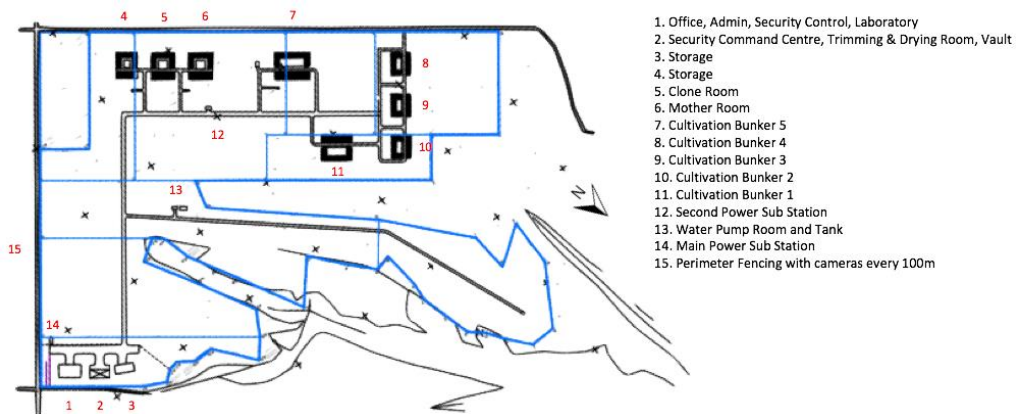 4 5 6 7
1. Office, Admin, Security Control, Laboratory
2. Security Command Centre, Trimming & Drying Room, Vault
3. Storage
4. Storage
5. Clone Room
6. Mother Room
7. Cultivation Bunker 5
8. Cultivation Bunker 4
9. Cultivation Bunker 3
10. Cultivation Bunker 2
11. Cultivation Bunker 1
12. Second Power Sub Station
13. Water Pump Room and Tank
14. Main Power Sub Station
15. Perimeter Fencing with cameras every 100m
8
9
12
10
11
13
N
15
14
1 2 3